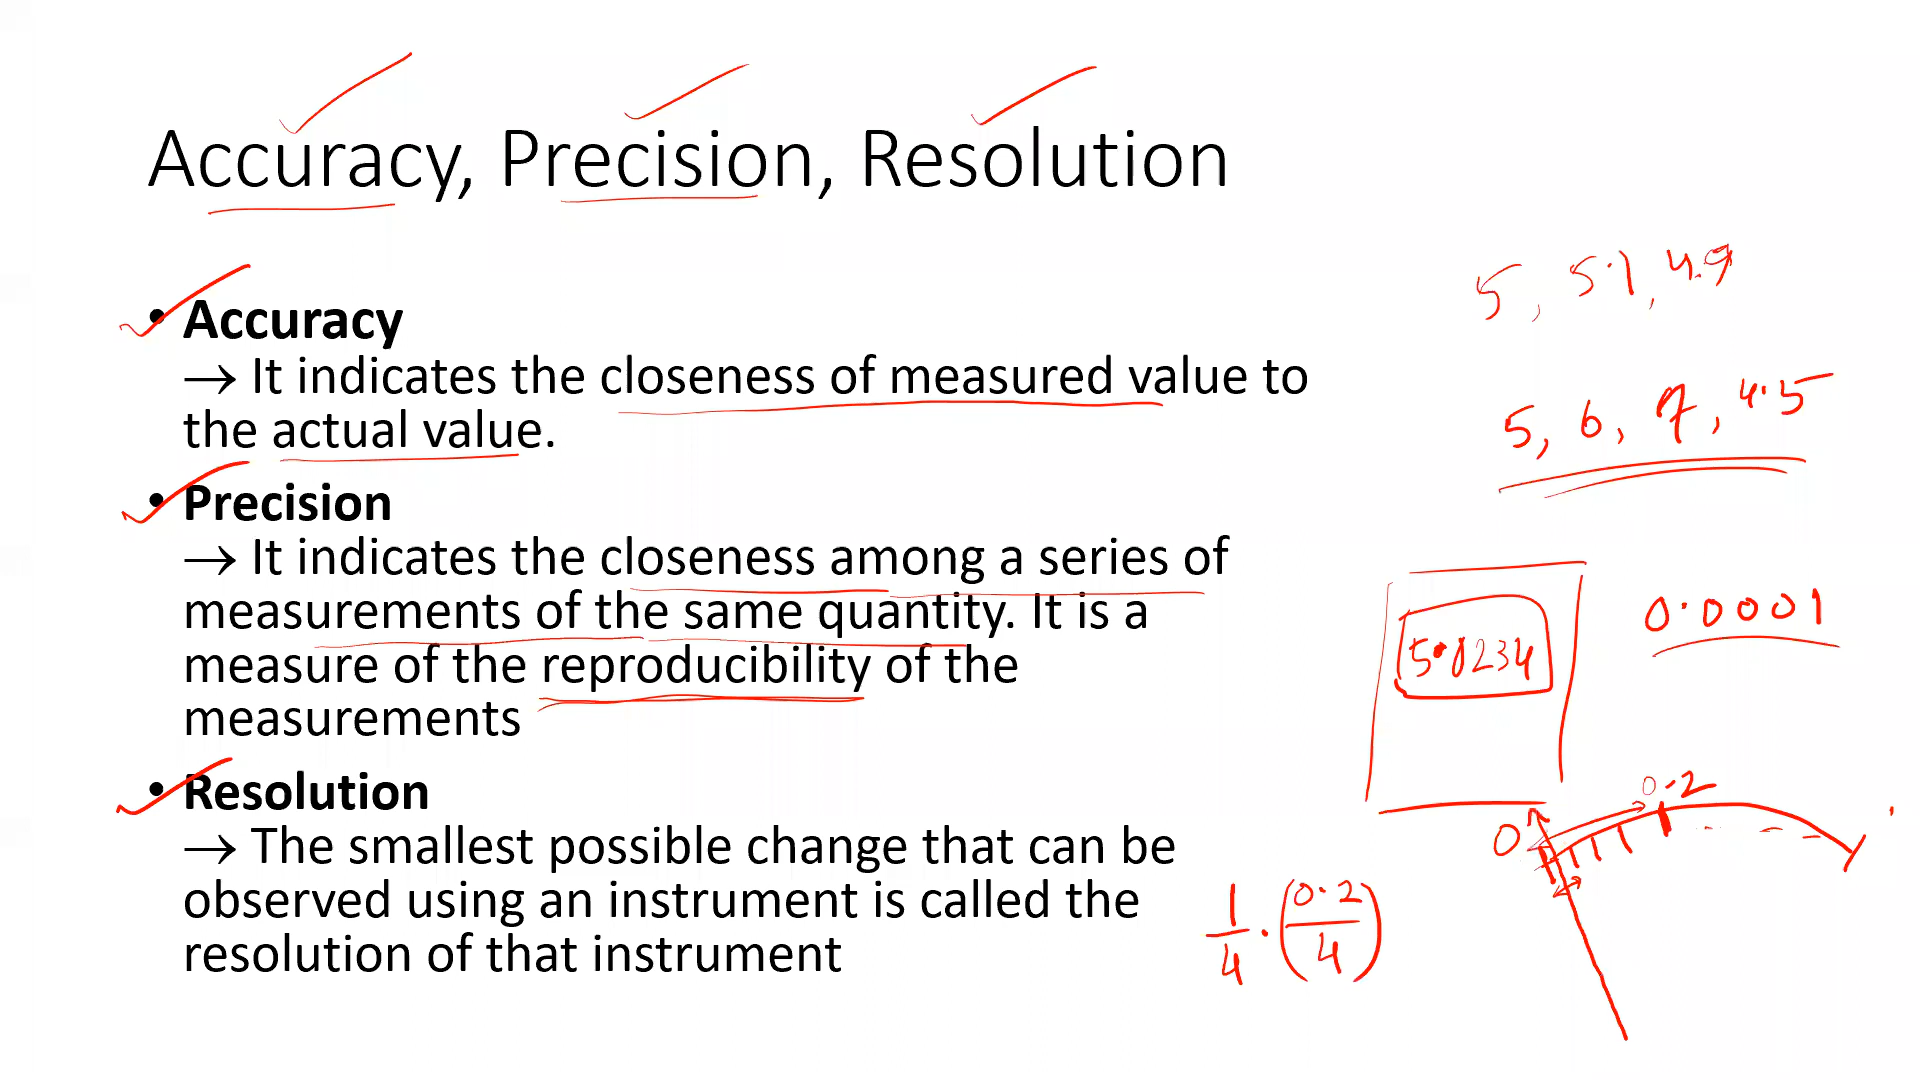 Accuracy, Precision, Resolution
• Accuracy
→ It indicates the closeness of measured value to
the actual value.
• Precision
→ It indicates the closeness among a series of
measurements of the same quantity. It is a
measure of the reproducibility of the
measurements
• Resolution
→ The smallest possible change that can be
observed using an instrument is called the
resolution of that instrument
5, 5.1, 4.9
5, 6, 7, 4.5
5.0234
0.0001
0.2
0
1/4 . (0.2/4)